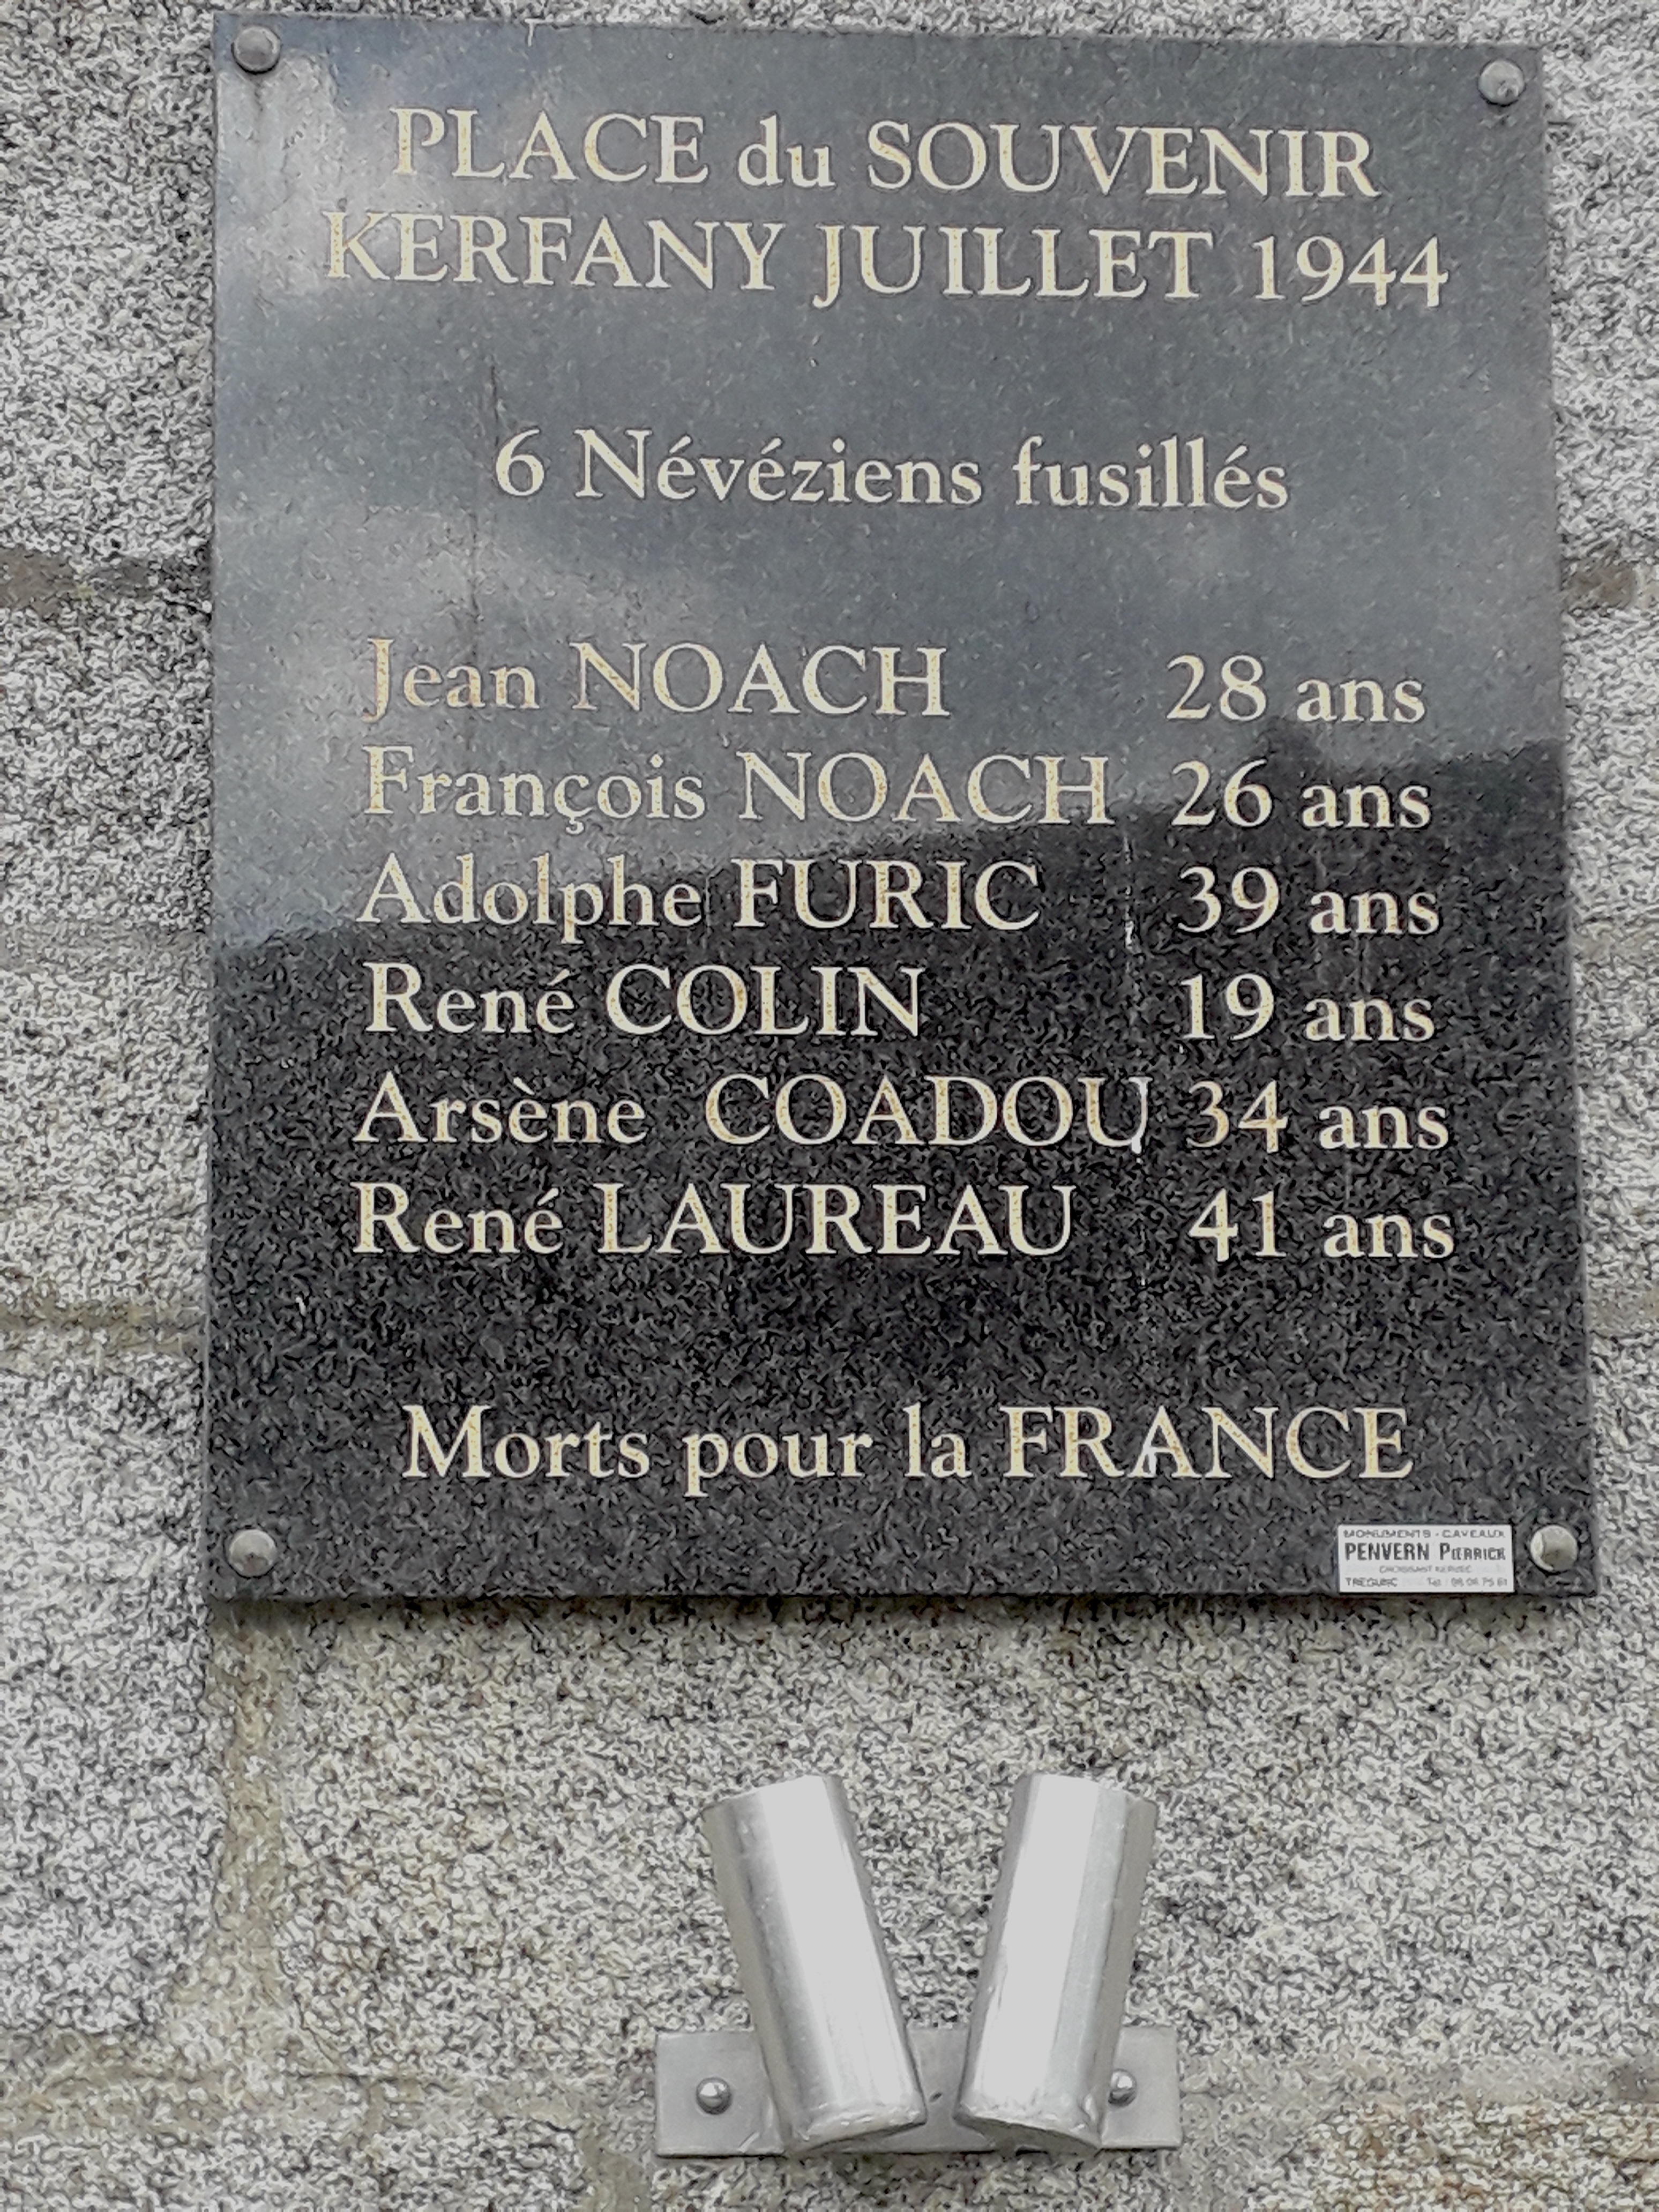 PLACE du SOUVENIR
KERFANY JUILLET 1944
6 Névéziens fusillés
Jean NOACH 28 ans
François NOACH 26 ans
Adolphe FURIC 39 ans
René COLIN 19 ans
Arsène COADOU 34 ans
René LAUREAU 41 ans
Morts pour la FRANCE
MONUMENTS - CAVEAUX
PENVERN PIERRICK
TREGUNC Tél :